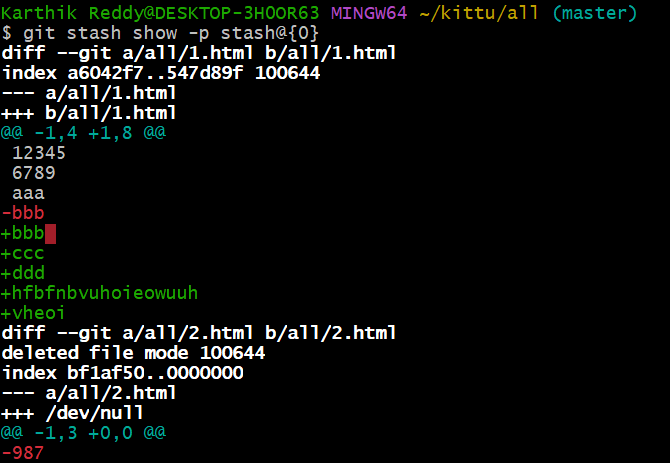 Karthik Reddy@DESKTOP-3HOOR63 MINGW64 ~/kittu/all (master)
$ git stash show -p stash@{0}
diff --git a/all/1.html b/all/1.html
index a6042f7..547d89f 100644
--- a/all/1.html
+++ b/all/1.html
@@ -1,4 +1,8 @@
 12345
 6789
 aaa
-bbb
+bbb
+ccc
+ddd
+hfbfnbvuhoieowuuh
+vheoi
diff --git a/all/2.html b/all/2.html
deleted file mode 100644
index bf1af50..0000000
--- a/all/2.html
+++ /dev/null
@@ -1,3 +0,0 @@
-987